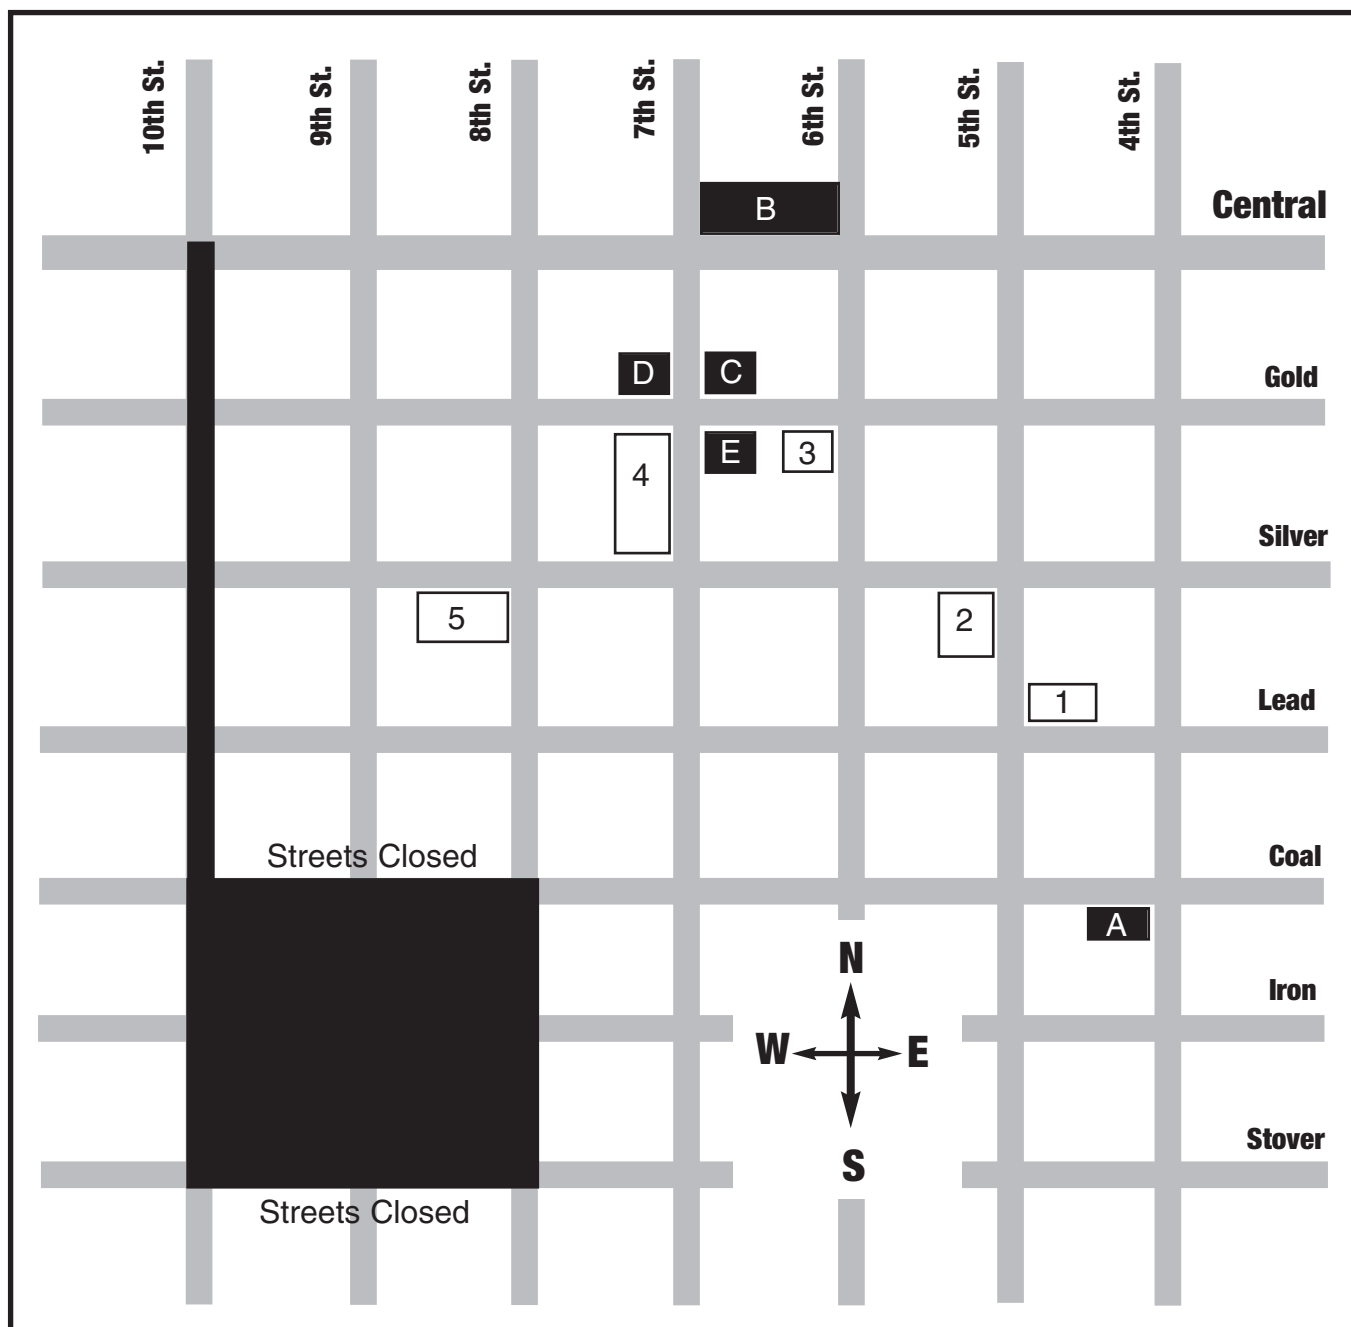 10th St.
9th St.
8th St.
7th St.
6th St.
5th St.
4th St.
B
Central
D
C
Gold
4
E
3
Silver
5
2
1
Lead
Streets Closed
Coal
A
N
Iron
W
E
S
Stover
Streets Closed